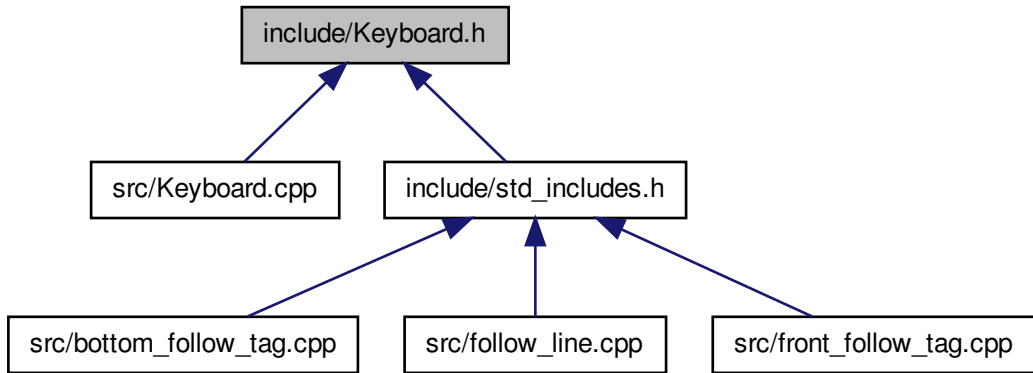 include/Keyboard.h
src/Keyboard.cpp
include/std_includes.h
src/bottom_follow_tag.cpp
src/follow_line.cpp
src/front_follow_tag.cpp